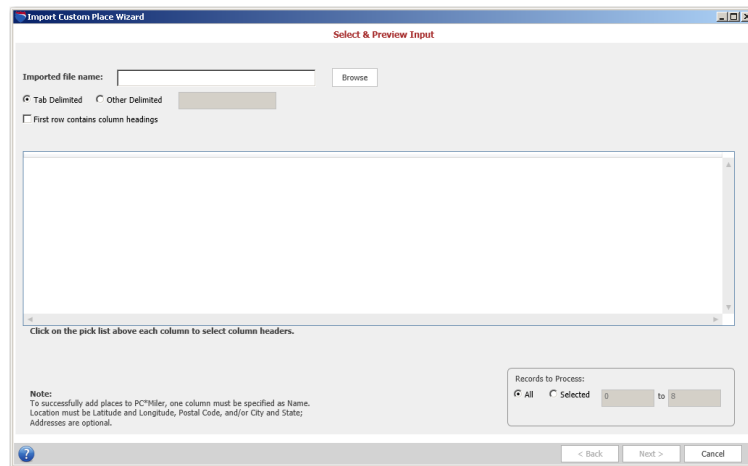 Import Custom Place Wizard
Select & Preview Input
Imported file name:
Browse
Tab Delimited
Other Delimited
First row contains column headings
Click on the pick list above each column to select column headers.
Note:
To successfully add places to PC*Miler, one column must be specified as Name.
Location must be Latitude and Longitude, Postal Code, and/or City and State;
Addresses are optional.
Records to Process:
All
Selected
0
to
8
?
< Back
Next >
Cancel